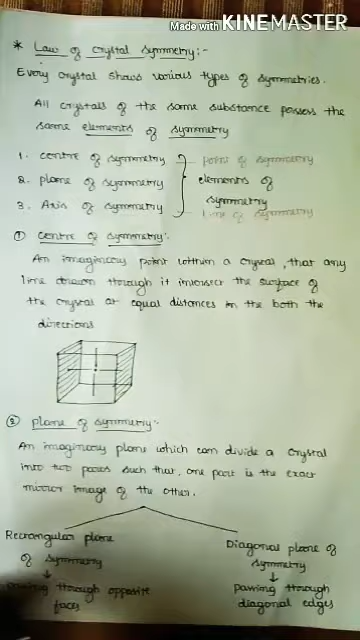 Made with KINEMASTER
* Law of crystal symmetry:-
Every crystal shows various types of symmetries.
All crystals of the same substance possess the
same elements of symmetry
1. centre of symmetry — point of symmetry
2. plane of symmetry elements of
symmetry
3. Axis of symmetry — line of symmetry
① centre of symmetry:
An imaginary point within a crystal, that any
line drawn through it intersect the surface of
the crystal at equal distances in the both the
directions
② plane of symmetry:-
An imaginary plane which can divide a crystal
into two parts such that, one part is the exact
mirror image of the other.
Rectangular plane
of symmetry
↓
passing through opposite
faces
Diagonal plane of
symmetry
↓
passing through
diagonal edges